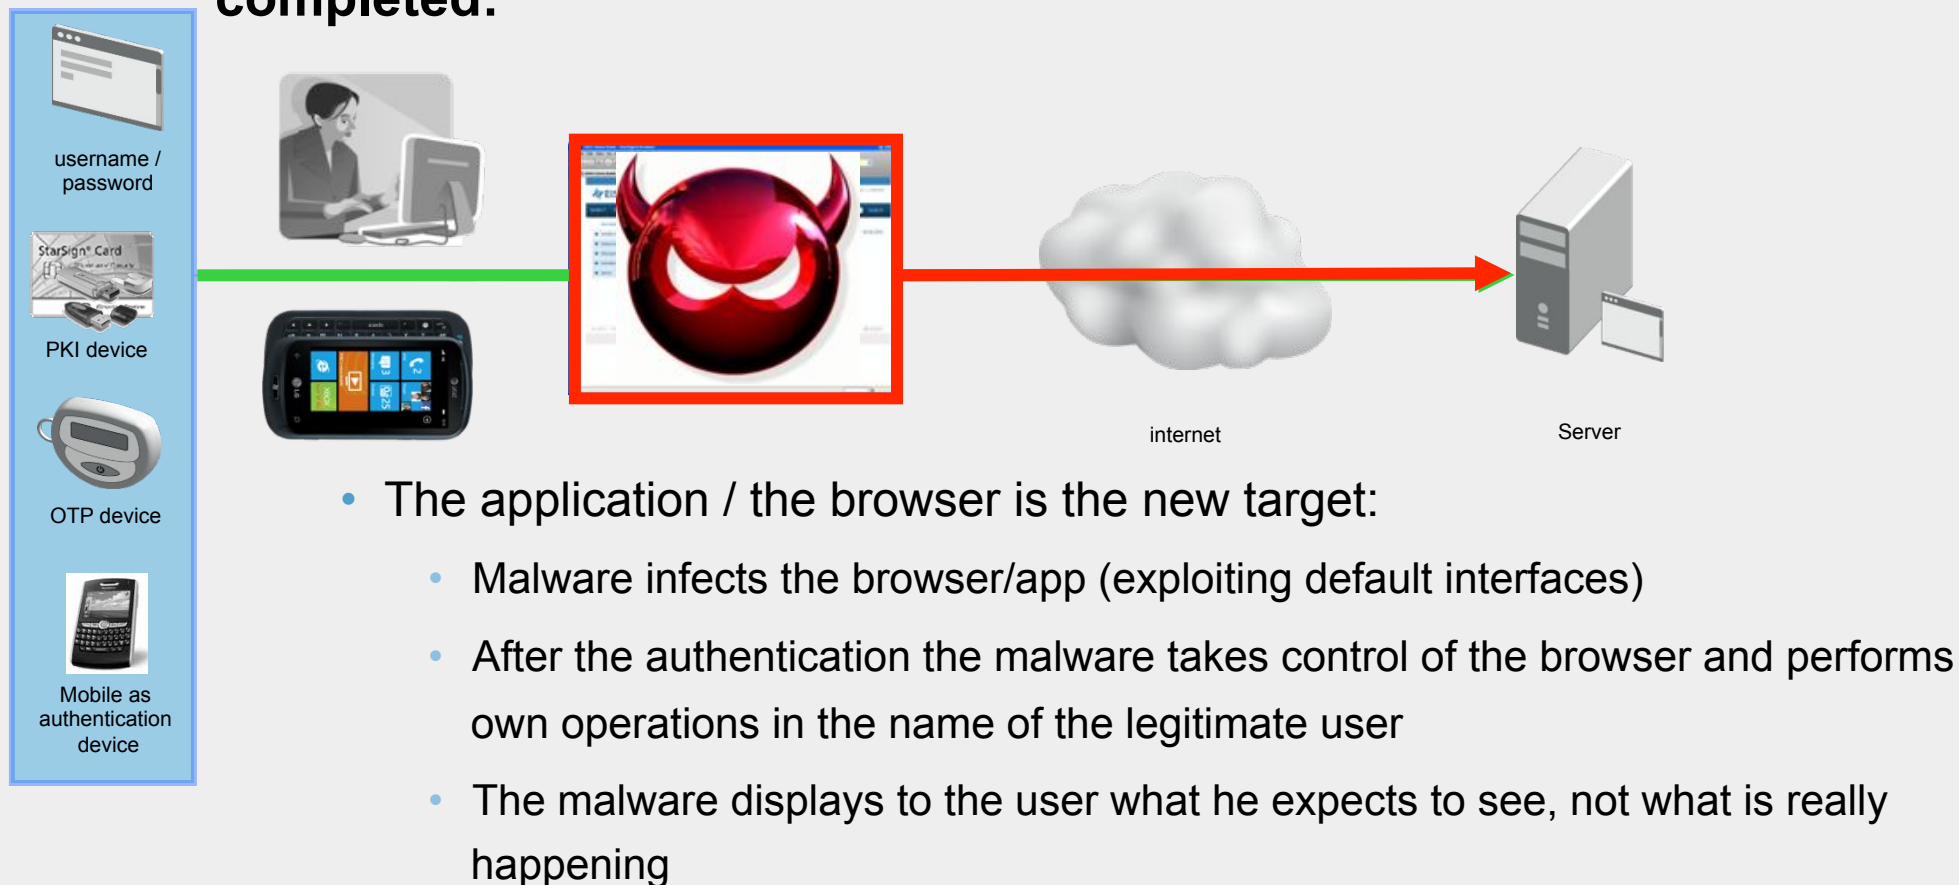 completed:
username /
password
StarSign® Card
PKI device
OTP device
Mobile as
authentication
device
internet
Server
• The application / the browser is the new target:
• Malware infects the browser/app (exploiting default interfaces)
• After the authentication the malware takes control of the browser and performs
own operations in the name of the legitimate user
• The malware displays to the user what he expects to see, not what is really
happening